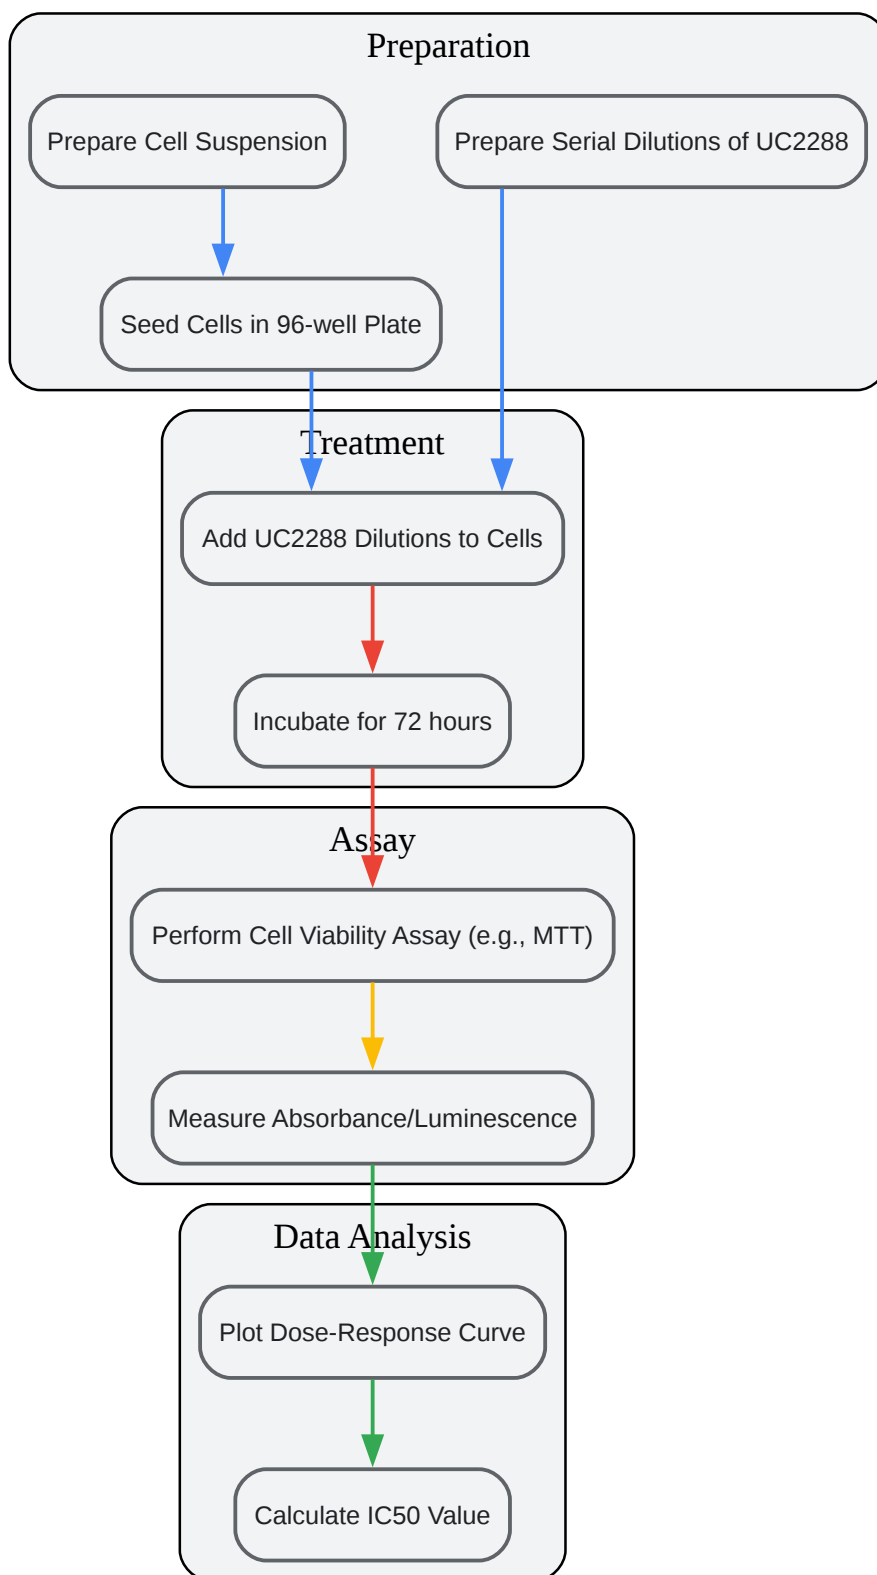 Preparation
Prepare Cell Suspension
Prepare Serial Dilutions of UC2288
Seed Cells in 96-well Plate
Treatment
Add UC2288 Dilutions to Cells
Incubate for 72 hours
Assay
Perform Cell Viability Assay (e.g., MTT)
Measure Absorbance/Luminescence
Data Analysis
Plot Dose-Response Curve
Calculate IC50 Value